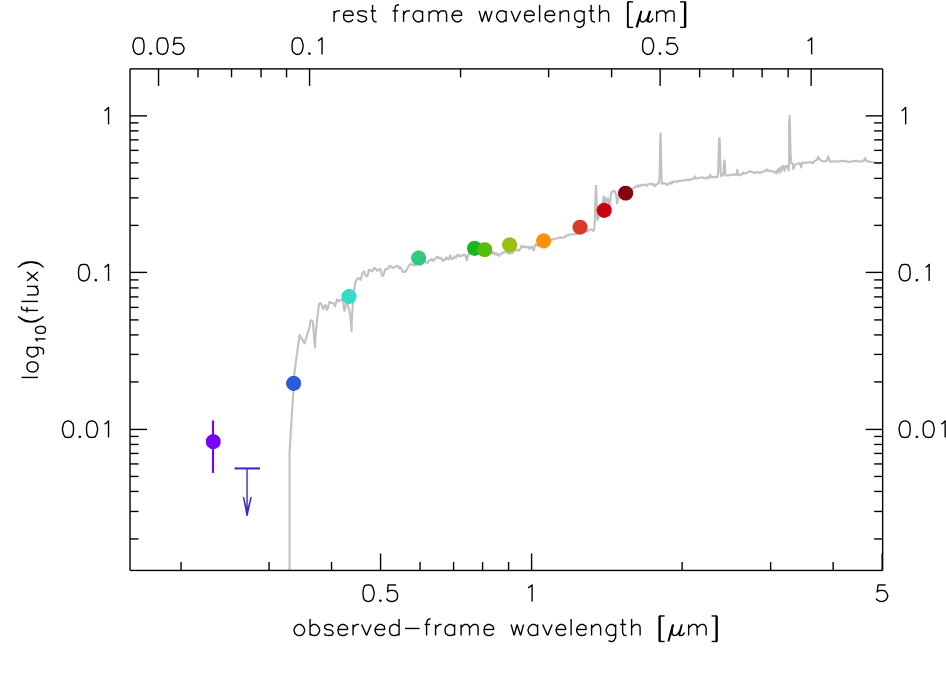 rest frame wavelength [μm]
0.05 0.1 0.5 1
1 1
0.1 0.1
0.01 0.01
log10(flux)
0.5 1 5
observed-frame wavelength [μm]